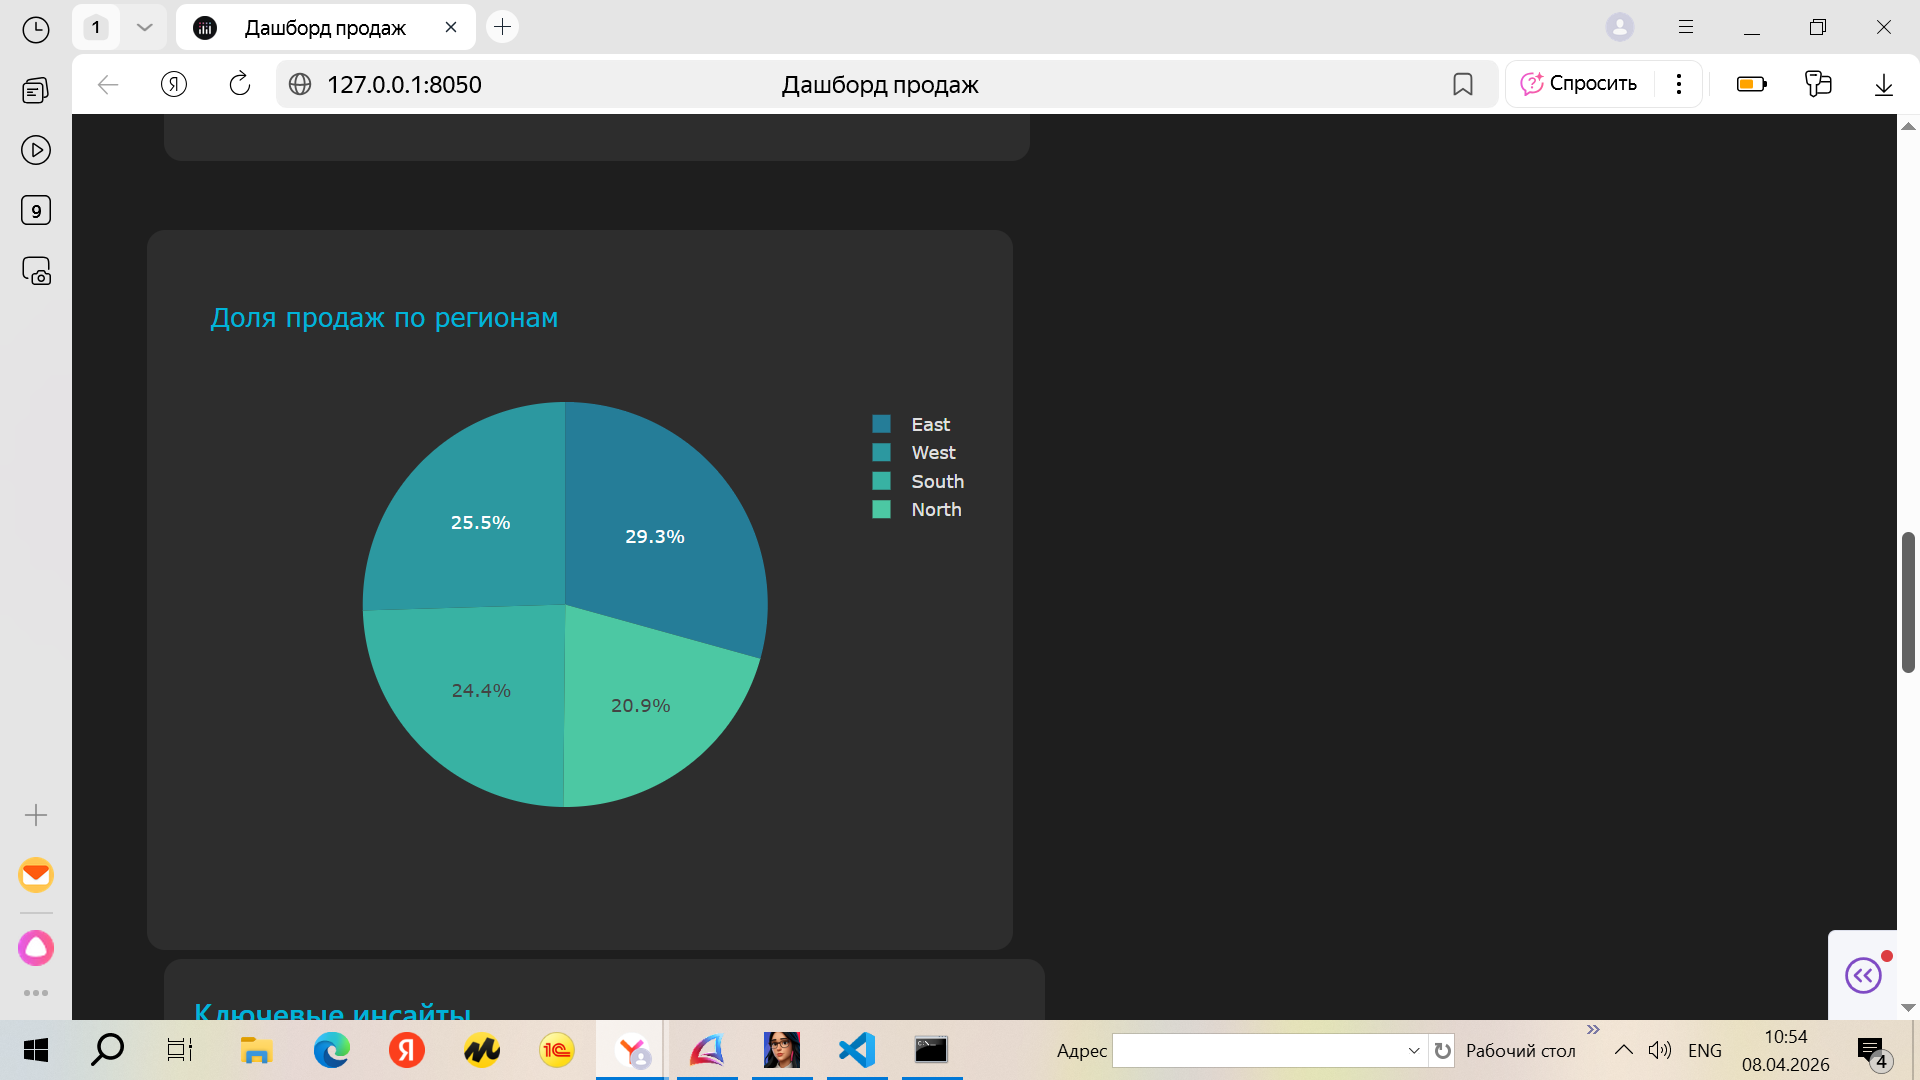 1
Дашборд продаж
127.0.0.1:8050
Дашборд продаж
Спросить
9
Доля продаж по регионам
East
West
South
North
25.5%
29.3%
24.4%
20.9%
Ключевые инсайты
Адрес
Рабочий стол
ENG
10:54
08.04.2026
4